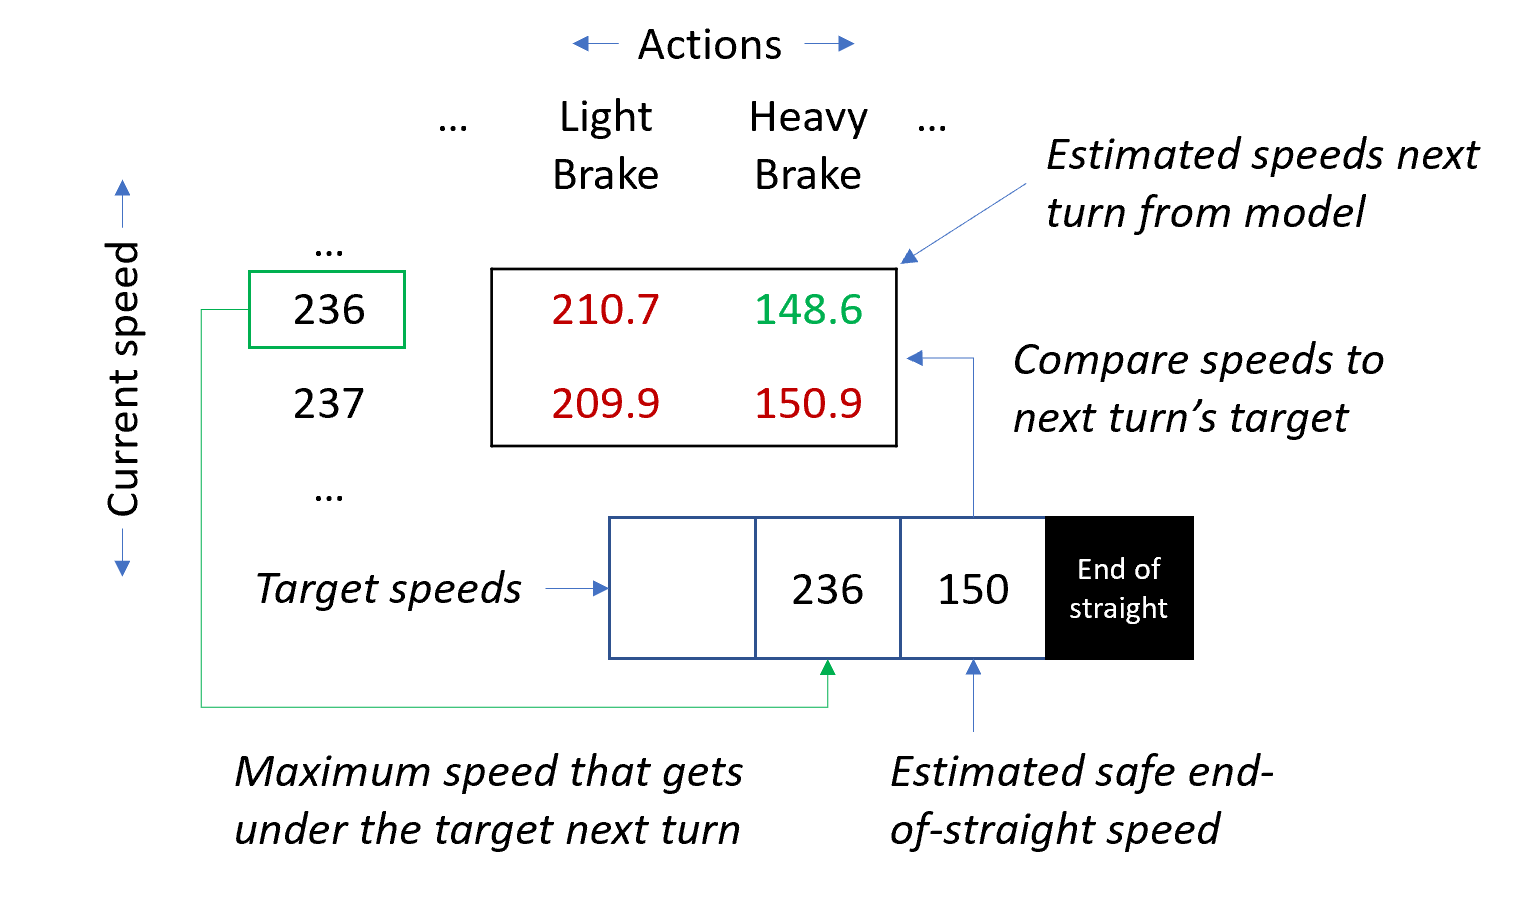 Actions
... Light Heavy ...
Brake Brake
Estimated speeds next
turn from model
Current speed
...
236 210.7 148.6
237 209.9 150.9
Compare speeds to
next turn’s target
...
Target speeds 236 150 End of
straight
Maximum speed that gets
under the target next turn
Estimated safe end-
of-straight speed